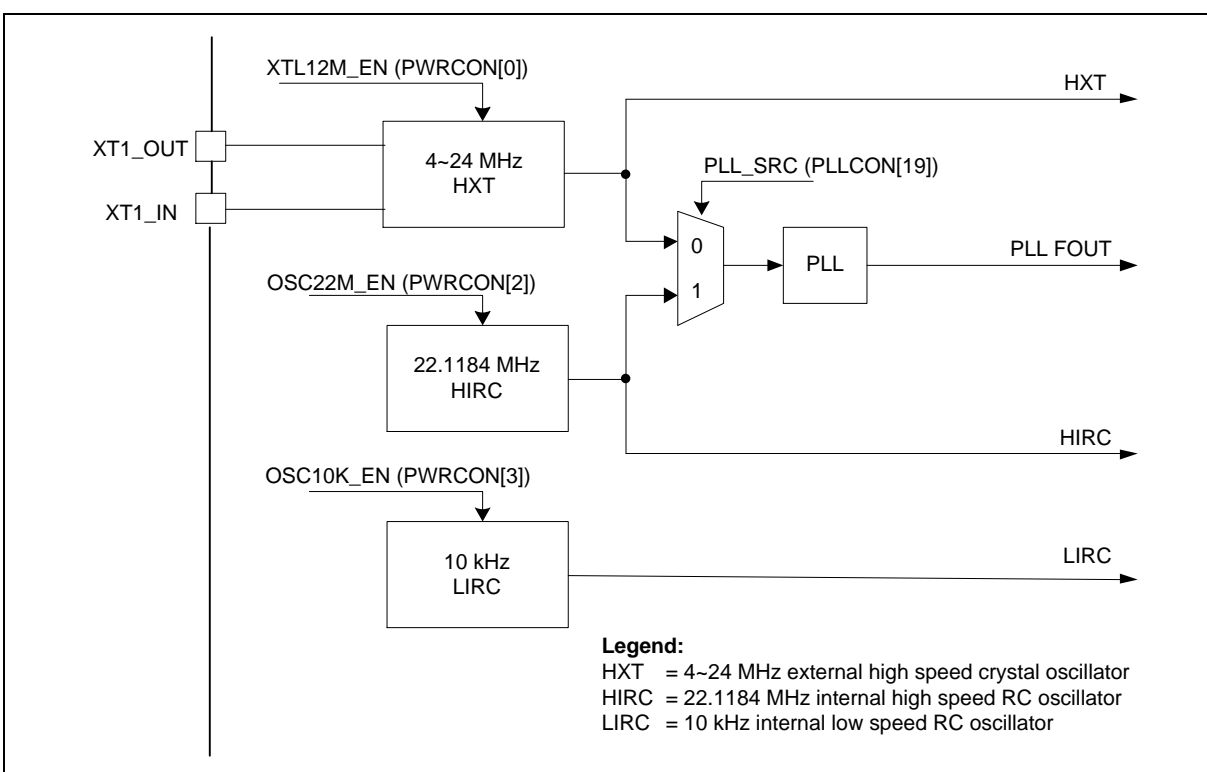 XTL12M_EN (PWRCON[0])
HXT
XT1_OUT
4~24 MHz
HXT
PLL_SRC (PLLCON[19])
XT1_IN
0
PLL
PLL FOUT
OSC22M_EN (PWRCON[2])
1
22.1184 MHz
HIRC
HIRC
OSC10K_EN (PWRCON[3])
10 kHz
LIRC
LIRC
Legend:
HXT = 4~24 MHz external high speed crystal oscillator
HIRC = 22.1184 MHz internal high speed RC oscillator
LIRC = 10 kHz internal low speed RC oscillator